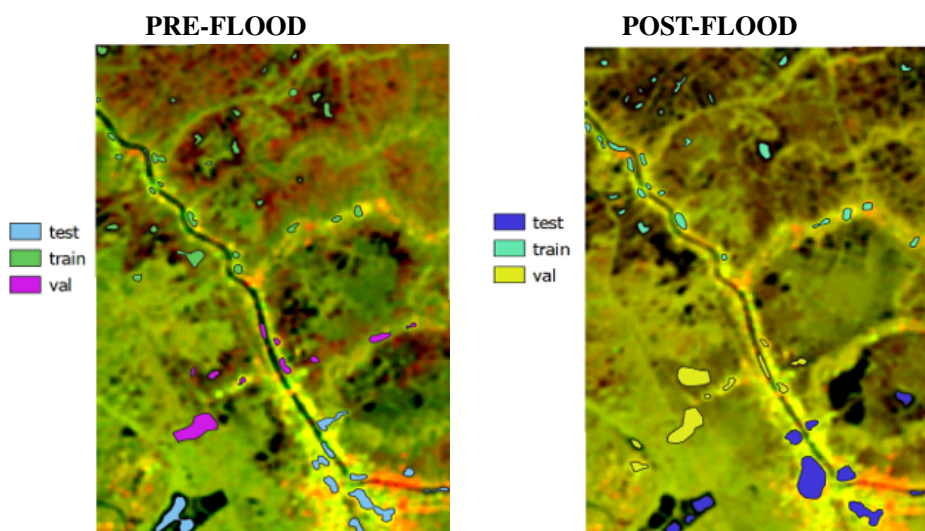 PRE-FLOOD
POST-FLOOD
test
train
val
test
train
val